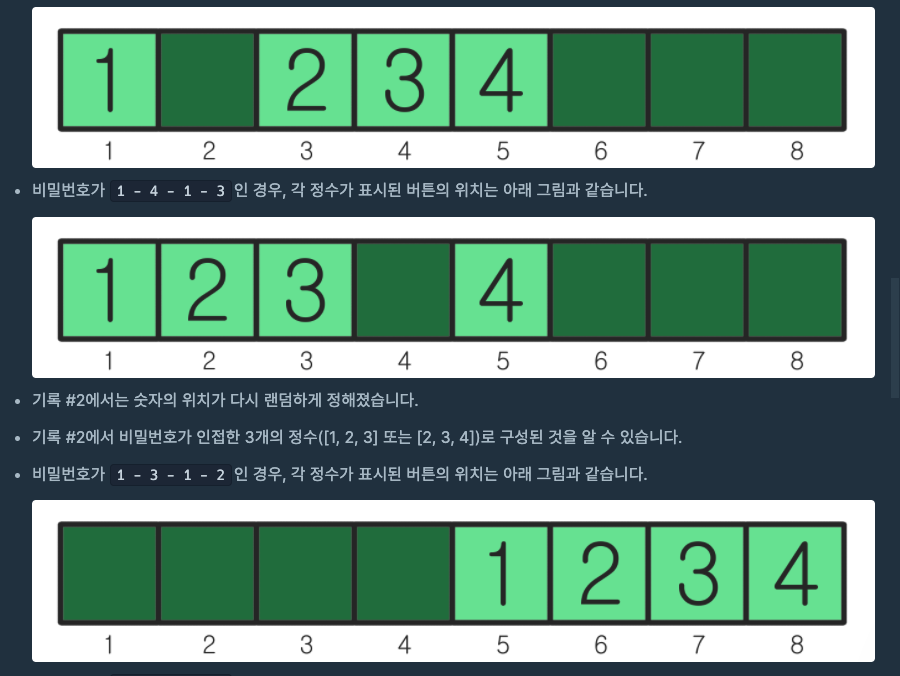 1 2 3 4
1 2 3 4 5 6 7 8
비밀번호가 1 - 4 - 1 - 3 인 경우, 각 정수가 표시된 버튼의 위치는 아래 그림과 같습니다.
1 2 3 4
1 2 3 4 5 6 7 8
기록 #2에서는 숫자의 위치가 다시 랜덤하게 정해졌습니다.
기록 #2에서 비밀번호가 인접한 3개의 정수([1, 2, 3] 또는 [2, 3, 4])로 구성된 것을 알 수 있습니다.
비밀번호가 1 - 3 - 1 - 2 인 경우, 각 정수가 표시된 버튼의 위치는 아래 그림과 같습니다.
1 2 3 4
1 2 3 4 5 6 7 8